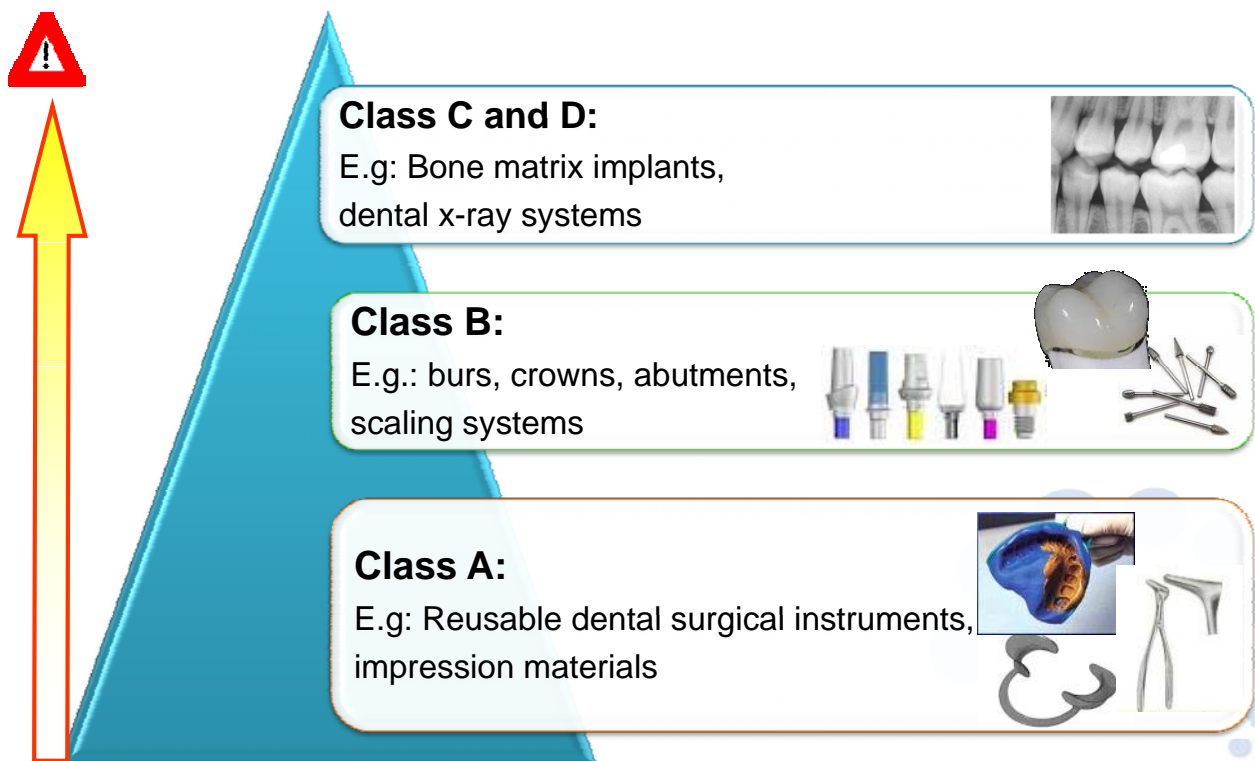 Class C and D:
E.g: Bone matrix implants,
dental x-ray systems
Class B:
E.g.: burs, crowns, abutments,
scaling systems
Class A:
E.g: Reusable dental surgical instruments,
impression materials